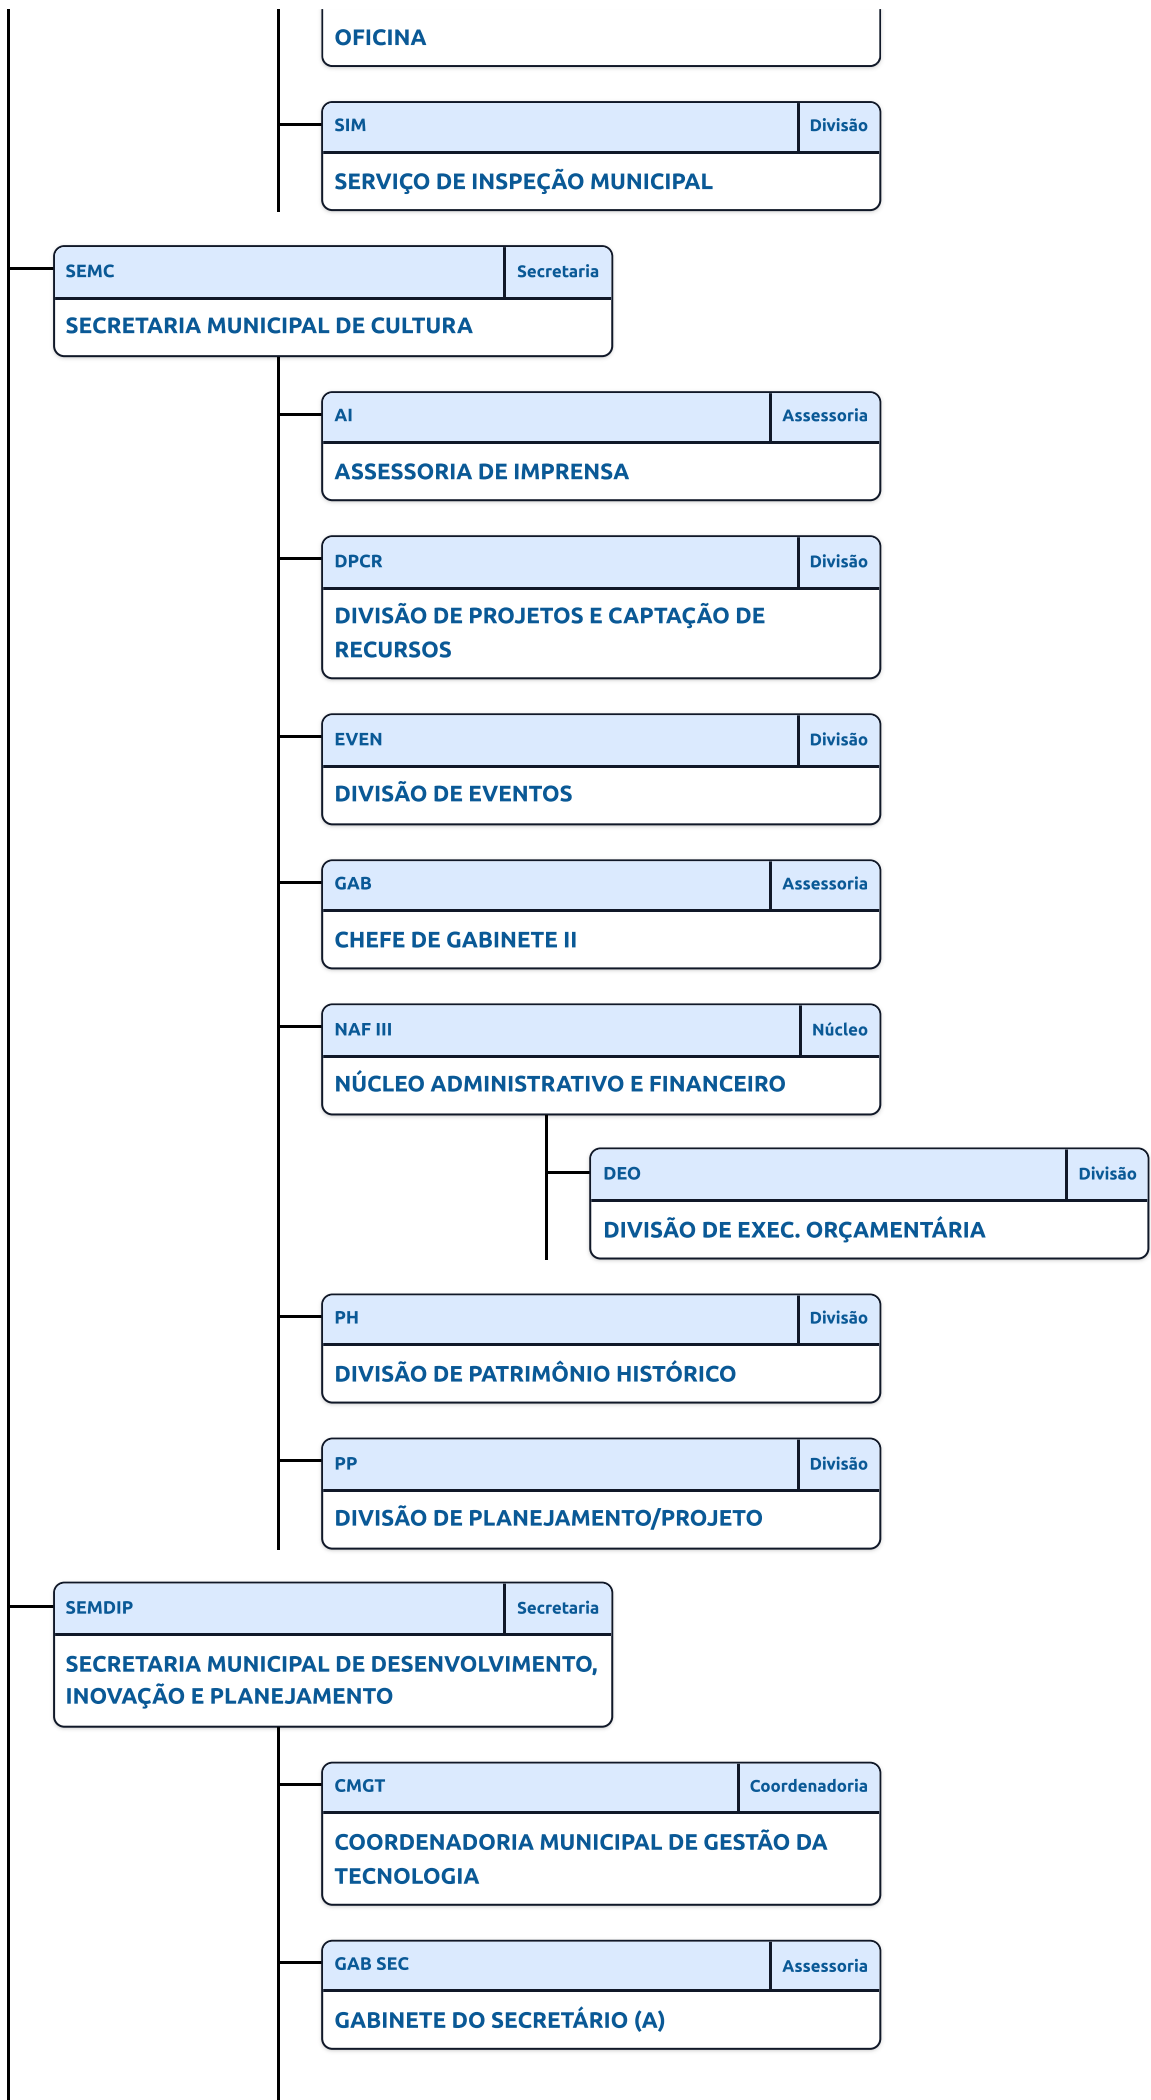 OFICINA
SIM Divisão
SERVIÇO DE INSPEÇÃO MUNICIPAL
SEMC Secretaria
SECRETARIA MUNICIPAL DE CULTURA
AI Assessoria
ASSESSORIA DE IMPRENSA
DPCR Divisão
DIVISÃO DE PROJETOS E CAPTAÇÃO DE
RECURSOS
EVEN Divisão
DIVISÃO DE EVENTOS
GAB Assessoria
CHEFE DE GABINETE II
NAF III Núcleo
NÚCLEO ADMINISTRATIVO E FINANCEIRO
DEO Divisão
DIVISÃO DE EXEC. ORÇAMENTÁRIA
PH Divisão
DIVISÃO DE PATRIMÔNIO HISTÓRICO
PP Divisão
DIVISÃO DE PLANEJAMENTO/PROJETO
SEMDIP Secretaria
SECRETARIA MUNICIPAL DE DESENVOLVIMENTO,
INOVAÇÃO E PLANEJAMENTO
CMGT Coordenadoria
COORDENADORIA MUNICIPAL DE GESTÃO DA
TECNOLOGIA
GAB SEC Assessoria
GABINETE DO SECRETÁRIO (A)